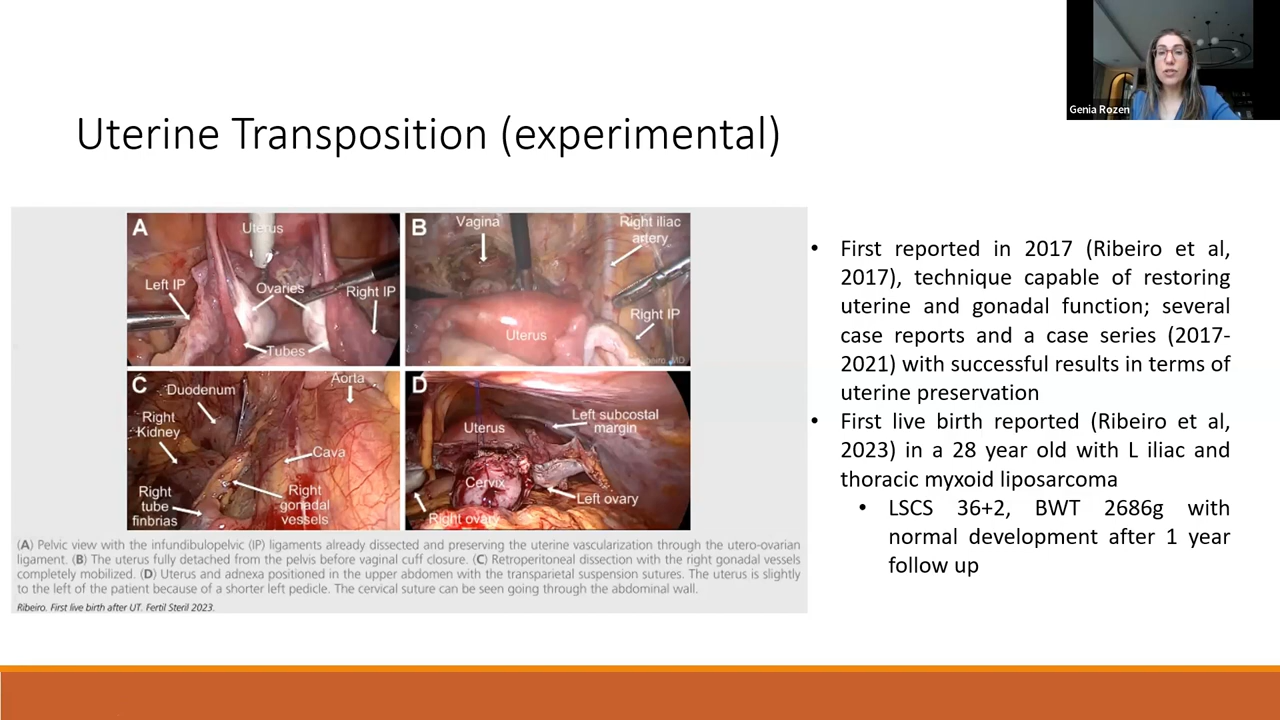 Genia Rozen
Uterine Transposition (experimental)
A
Uterus
Left IP
Ovaries
Right IP
Tubes
B
Vagina
Right iliac
artery
Right IP
Uterus
Ribeiro, MD
C
Duodenum
Aorta
Right
Kidney
Cava
Right
tube
finbrias
Right
gonadal
vessels
D
Uterus
Left subcostal
margin
Cervix
Left ovary
Right ovary
(A) Pelvic view with the infundibulopelvic (IP) ligaments already dissected and preserving the uterine vascularization through the utero-ovarian
ligament. (B) The uterus fully detached from the pelvis before vaginal cuff closure. (C) Retroperitoneal dissection with the right gonadal vessels
completely mobilized. (D) Uterus and adnexa positioned in the upper abdomen with the transparietal suspension sutures. The uterus is slightly
to the left of the patient because of a shorter left pedicle. The cervical suture can be seen going through the abdominal wall.
Ribeiro. First live birth after UT. Fertil Steril 2023.
• First reported in 2017 (Ribeiro et al,
2017), technique capable of restoring
uterine and gonadal function; several
case reports and a case series (2017-
2021) with successful results in terms of
uterine preservation
• First live birth reported (Ribeiro et al,
2023) in a 28 year old with L iliac and
thoracic myxoid liposarcoma
• LSCS 36+2, BWT 2686g with
normal development after 1 year
follow up